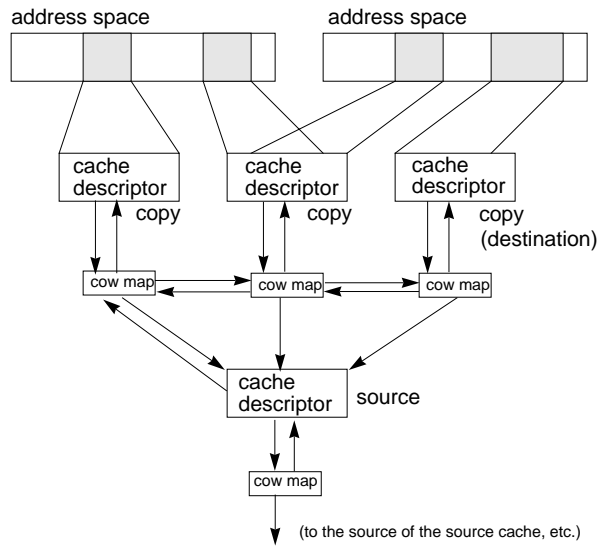 address space
address space
cache
descriptor
cache
descriptor
cache
descriptor
copy
copy
copy
(destination)
cow map
cow map
cow map
cache
descriptor
source
cow map
(to the source of the source cache, etc.)